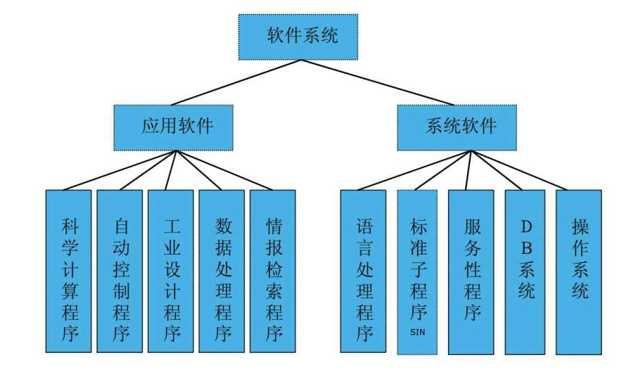 软件系统
应用软件
系统软件
科学计算程序
自动控制程序
工业设计程序
数据处理程序
情报检索程序
语言处理程序
标准子程序
SIN
服务性程序
DB系统
操作系统